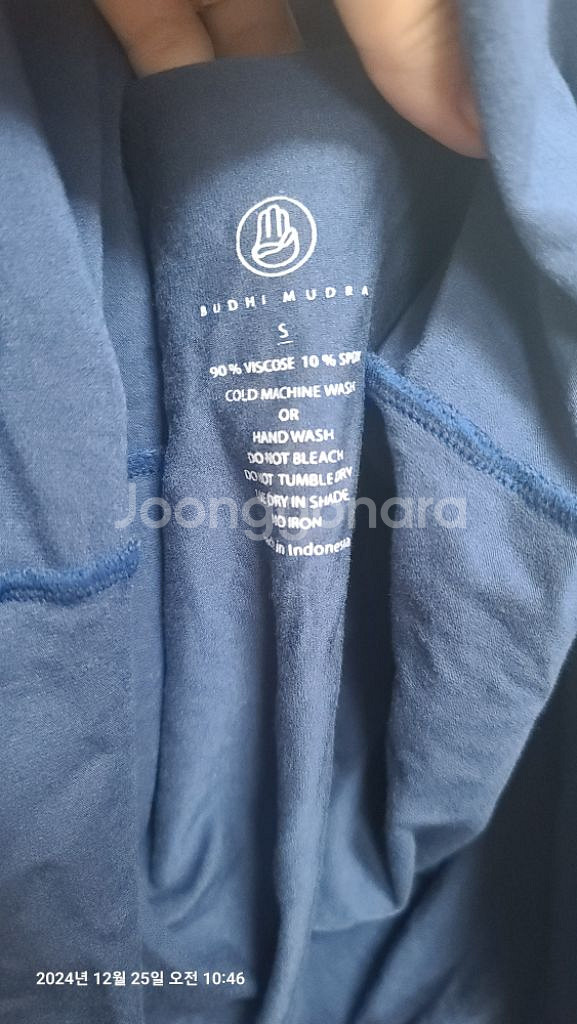 BUDHI MUDRA
S
90 % VISCOSE 10 %
COLD MACHINE WASH
OR
HAND WASH
DO NOT BLEACH
DO NOT TUMBLE DRY
DRY IN SHADE
IRON
in Indonesia
Joonggonara
2024년 12월 25일 오전 10:46